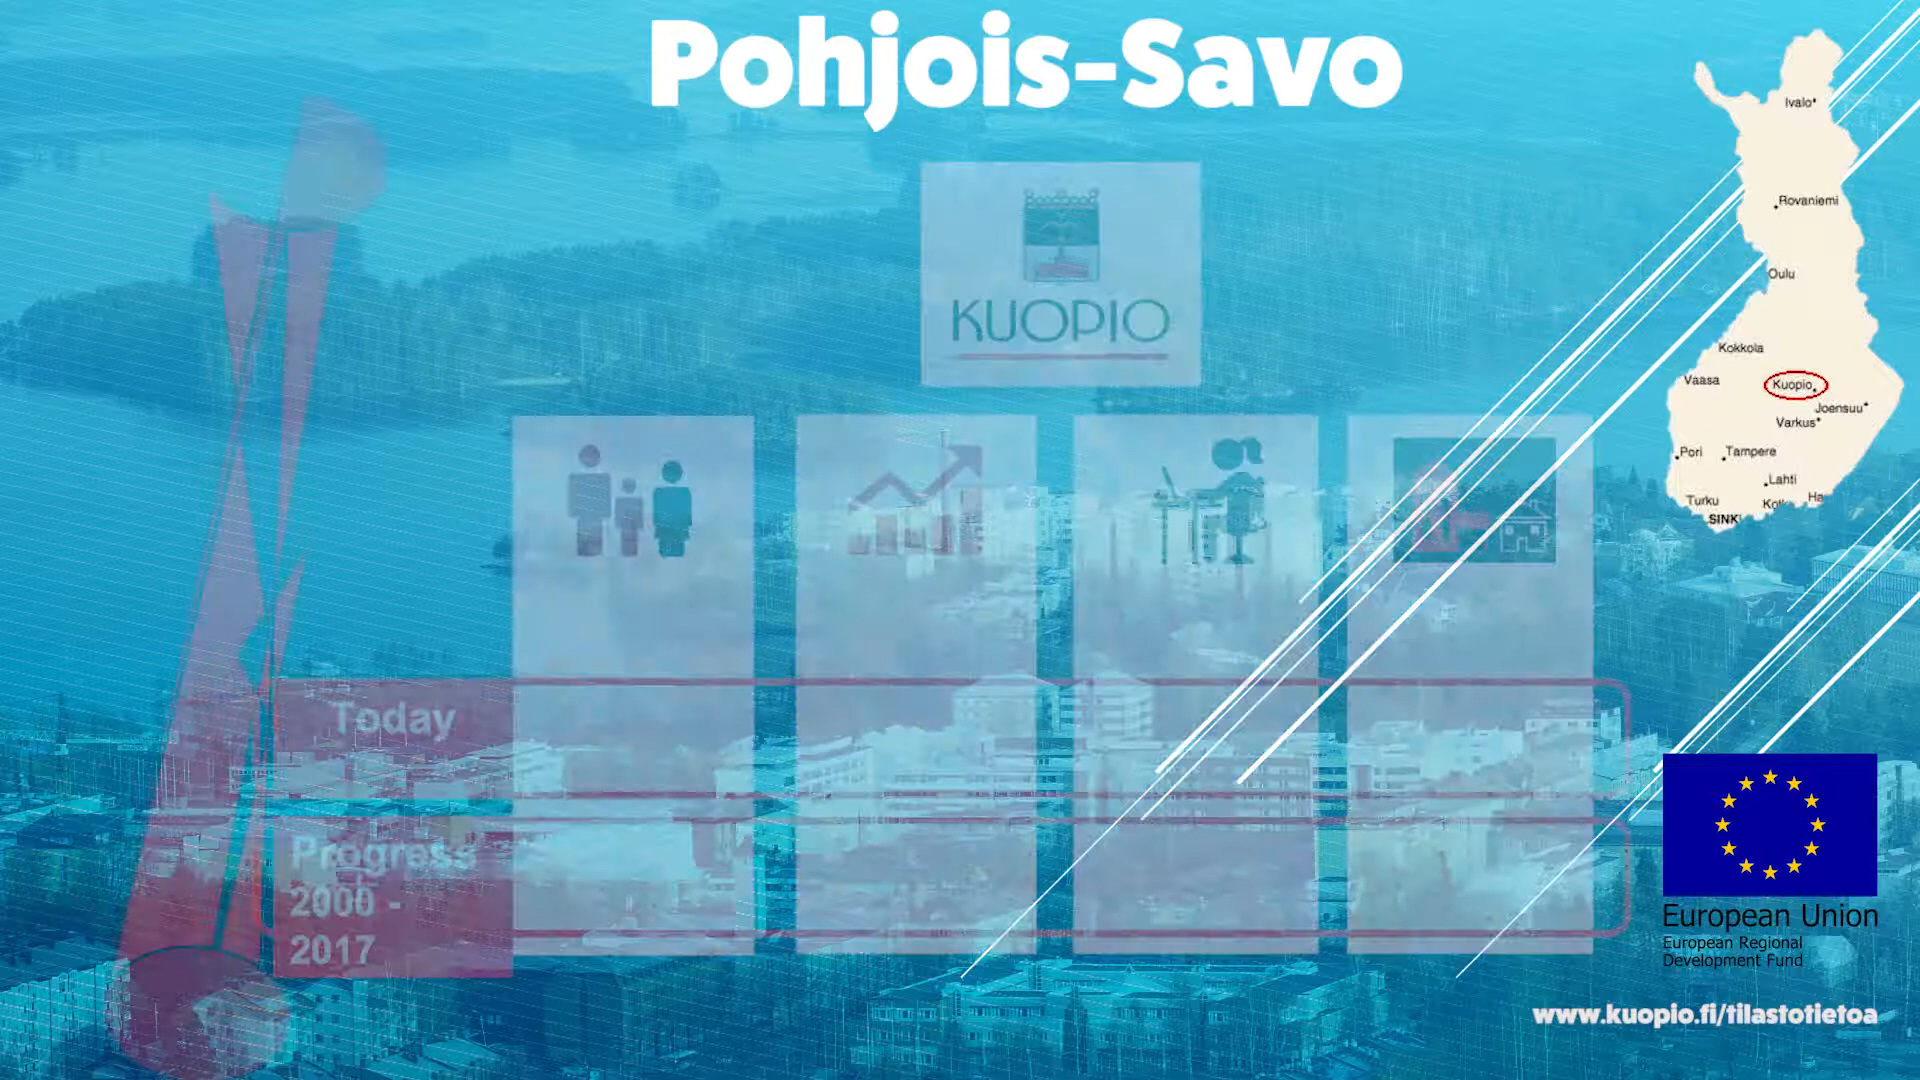 Pohjois-Savo
KUOPIO
Ivalo
Rovaniemi
Oulu
Kokkola
Vaasa
Kuopio
Joensuu
Varkus
Pori
Tampere
Lahti
Turku
Today
Progress
2000 -
2017
European Union
European Regional
Development Fund
www.kuopio.fi/tilastotietoa